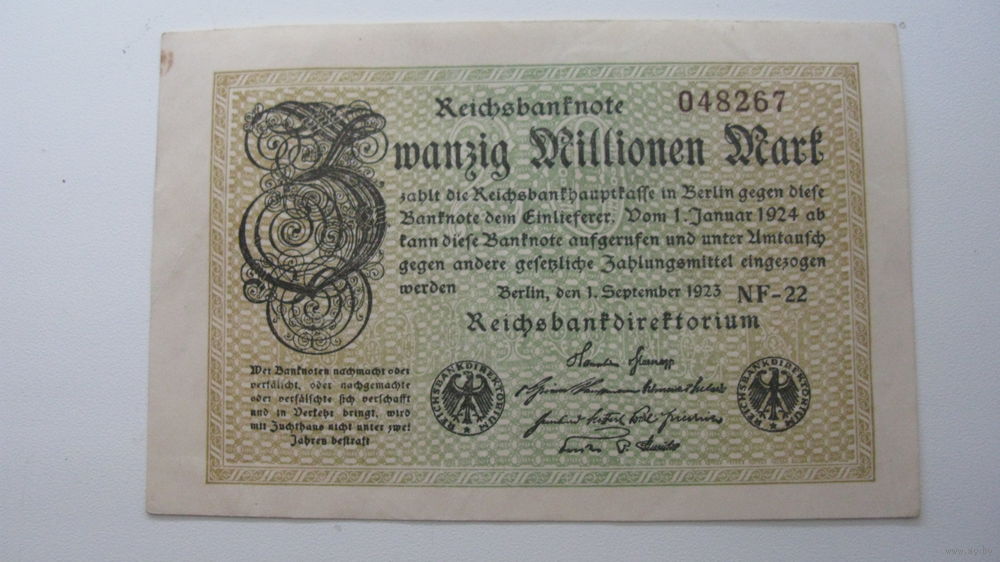 Reichsbanknote 048267
Zwanzig Millionen Mark
zahlt die Reichsbankhauptkasse in Berlin gegen diese
Banknote dem Einlieferer. Vom 1. Januar 1924 ab
kann diese Banknote aufgerufen und unter Umtausch
gegen andere gesetzliche Zahlungsmittel eingezogen
werden
Berlin, den 1. September 1923 NF-22
Reichsbankdirektorium
Wer Banknoten nachmacht oder
verfälscht, oder nachgemachte
oder verfälschte sich verschafft
und in Verkehr bringt, wird
mit Zuchthaus nicht unter zwei
Jahren bestraft
REICHSBANKDIREKTORIUM
REICHSBANKDIREKTORIUM